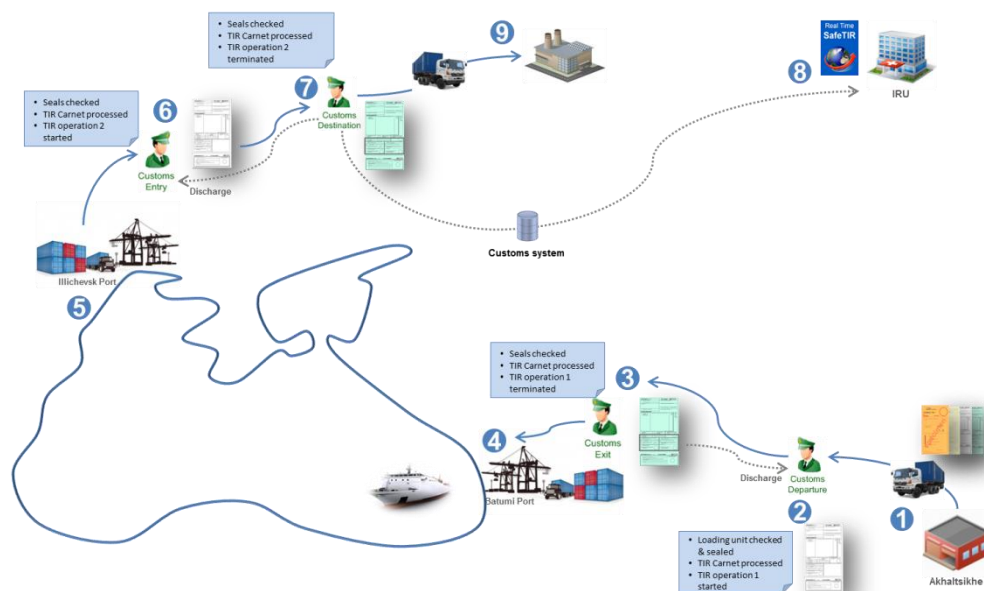 • Seals checked
• TIR Carnet processed
• TIR operation 2
terminated
9
Real Time
SafeTIR
8
IRU
7
Customs
Destination
• Seals checked
• TIR Carnet processed
• TIR operation 2
started
6
Customs
Entry
Discharge
Customs system
Illichevsk Port
5
• Seals checked
• TIR Carnet processed
• TIR operation 1
terminated
3
4
Customs
Exit
Batumi Port
Discharge
Customs
Departure
2
1
• Loading unit checked
& sealed
• TIR Carnet processed
• TIR operation 1
started
Akhaltsikhe